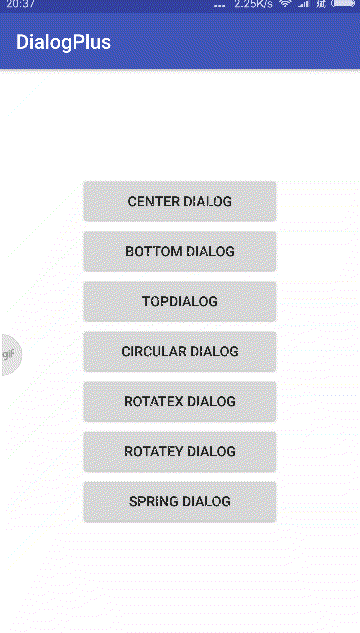 20:37 ... 2.25K/s
DialogPlus
CENTER DIALOG
BOTTOM DIALOG
TOPDIALOG
CIRCULAR DIALOG
gif
ROTATEX DIALOG
ROTATEY DIALOG
SPRING DIALOG